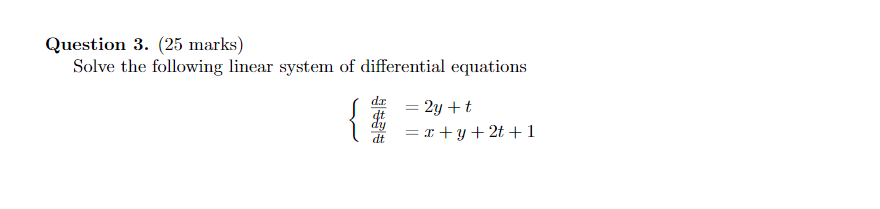 Question 3. (25 marks)
Solve the following linear system of differential equations
{ dx/dt = 2y + t
dy/dt = x + y + 2t + 1